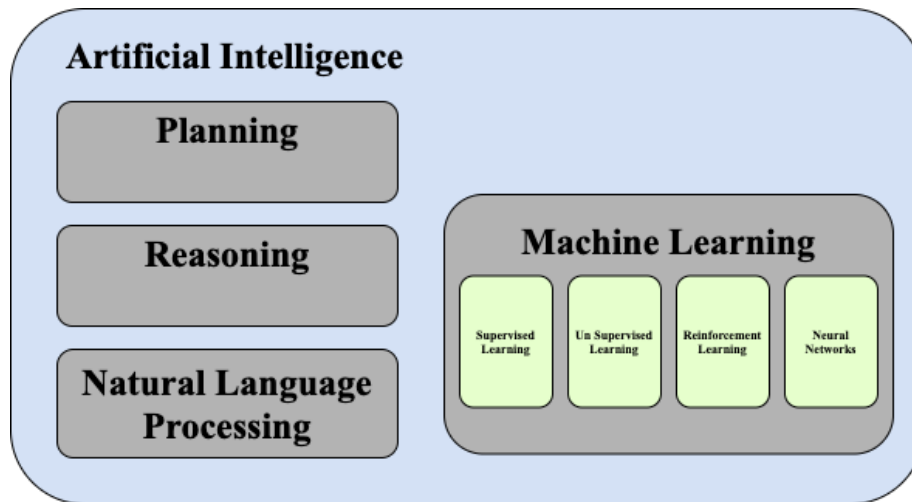 Artificial Intelligence
Planning
Reasoning
Natural Language
Processing
Machine Learning
Supervised
Learning
Un Supervised
Learning
Reinforcement
Learning
Neural
Networks